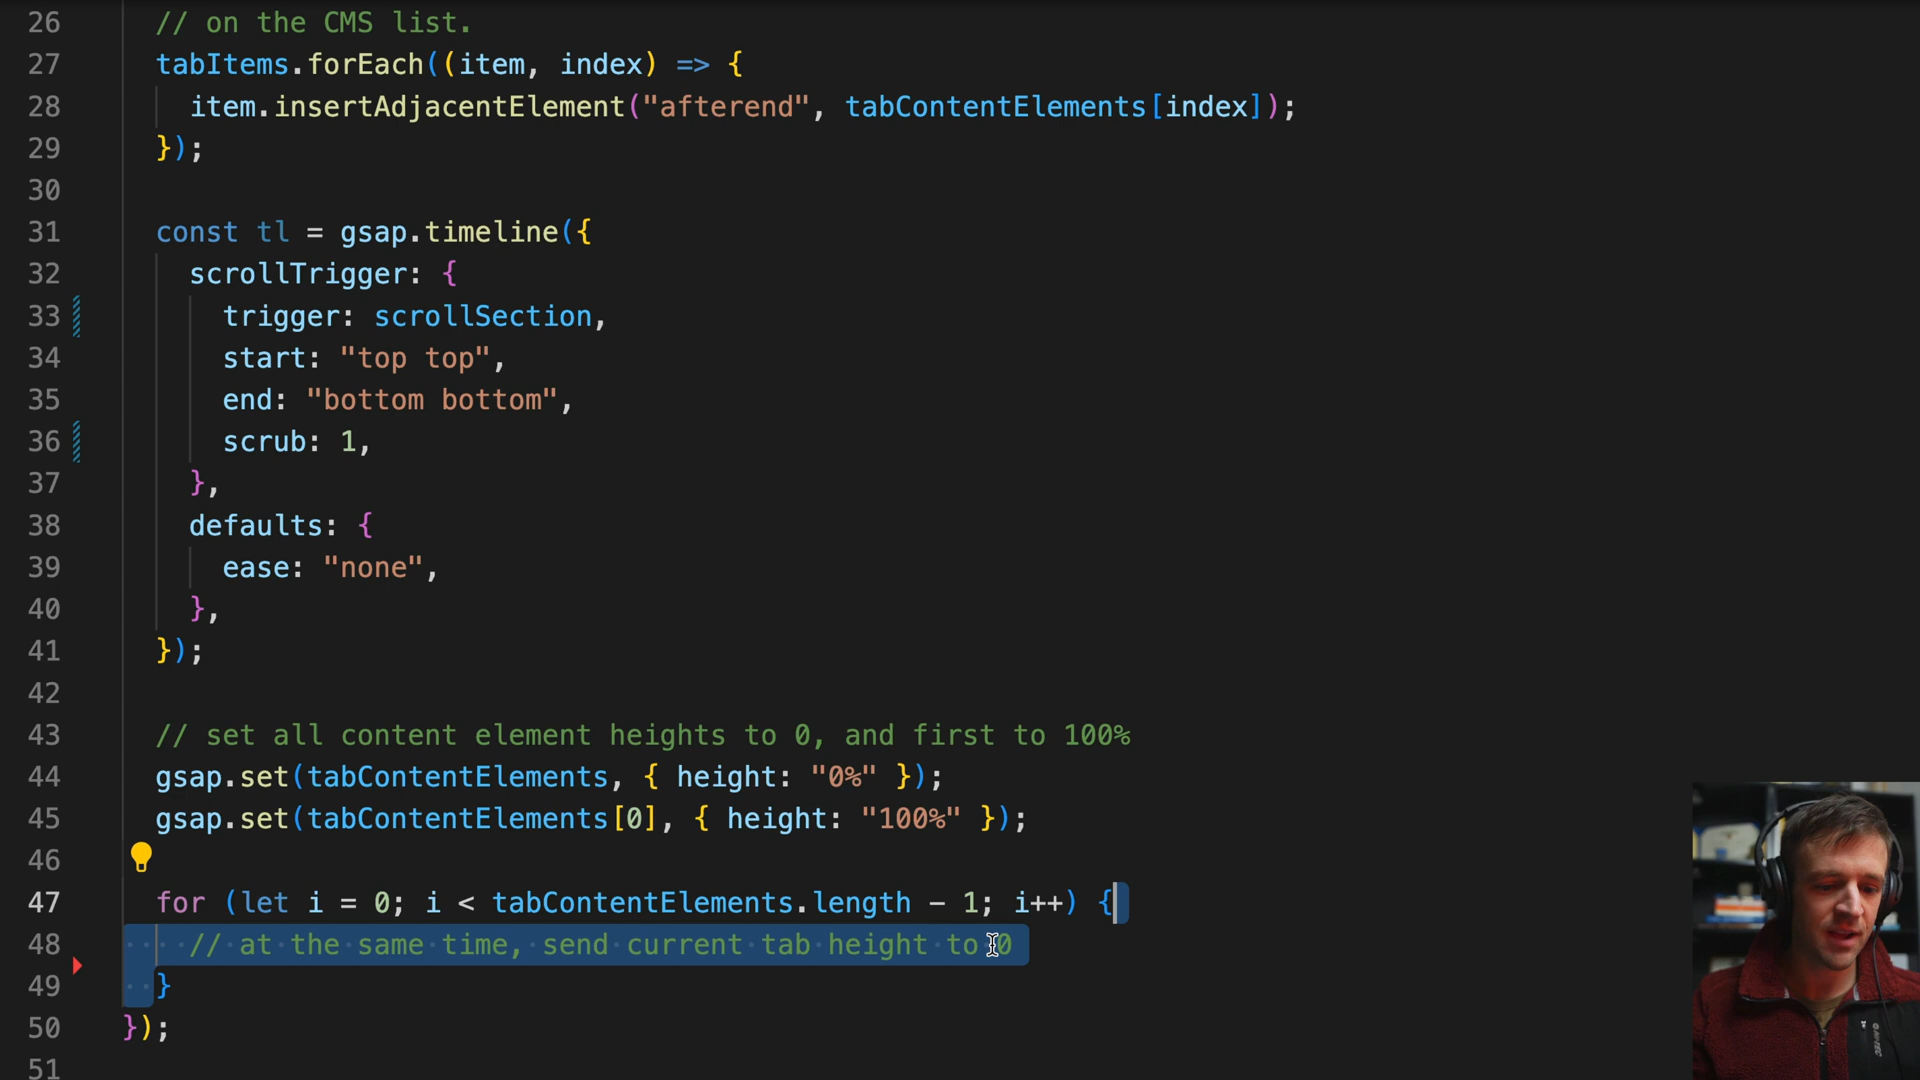 26 // on the CMS list.
27 tabItems.forEach((item, index) => {
28 item.insertAdjacentElement("afterend", tabContentElements[index]);
29 });
30
31 const tl = gsap.timeline({
32 scrollTrigger: {
33 trigger: scrollSection,
34 start: "top top",
35 end: "bottom bottom",
36 scrub: 1,
37 },
38 defaults: {
39 ease: "none",
40 },
41 });
42
43 // set all content element heights to 0, and first to 100%
44 gsap.set(tabContentElements, { height: "0%" });
45 gsap.set(tabContentElements[0], { height: "100%" });
46
47 for (let i = 0; i < tabContentElements.length - 1; i++) {
48 // at the same time, send current tab height to 0
49 }
50 });
51